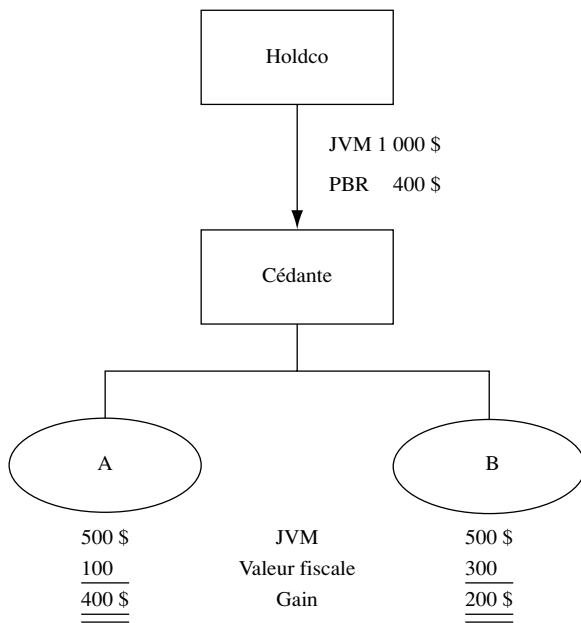 Holdco
JVM 1 000 $
PBR 400 $
Cédante
A B
500 $ JVM 500 $
100 Valeur fiscale 300
400 $ Gain 200 $